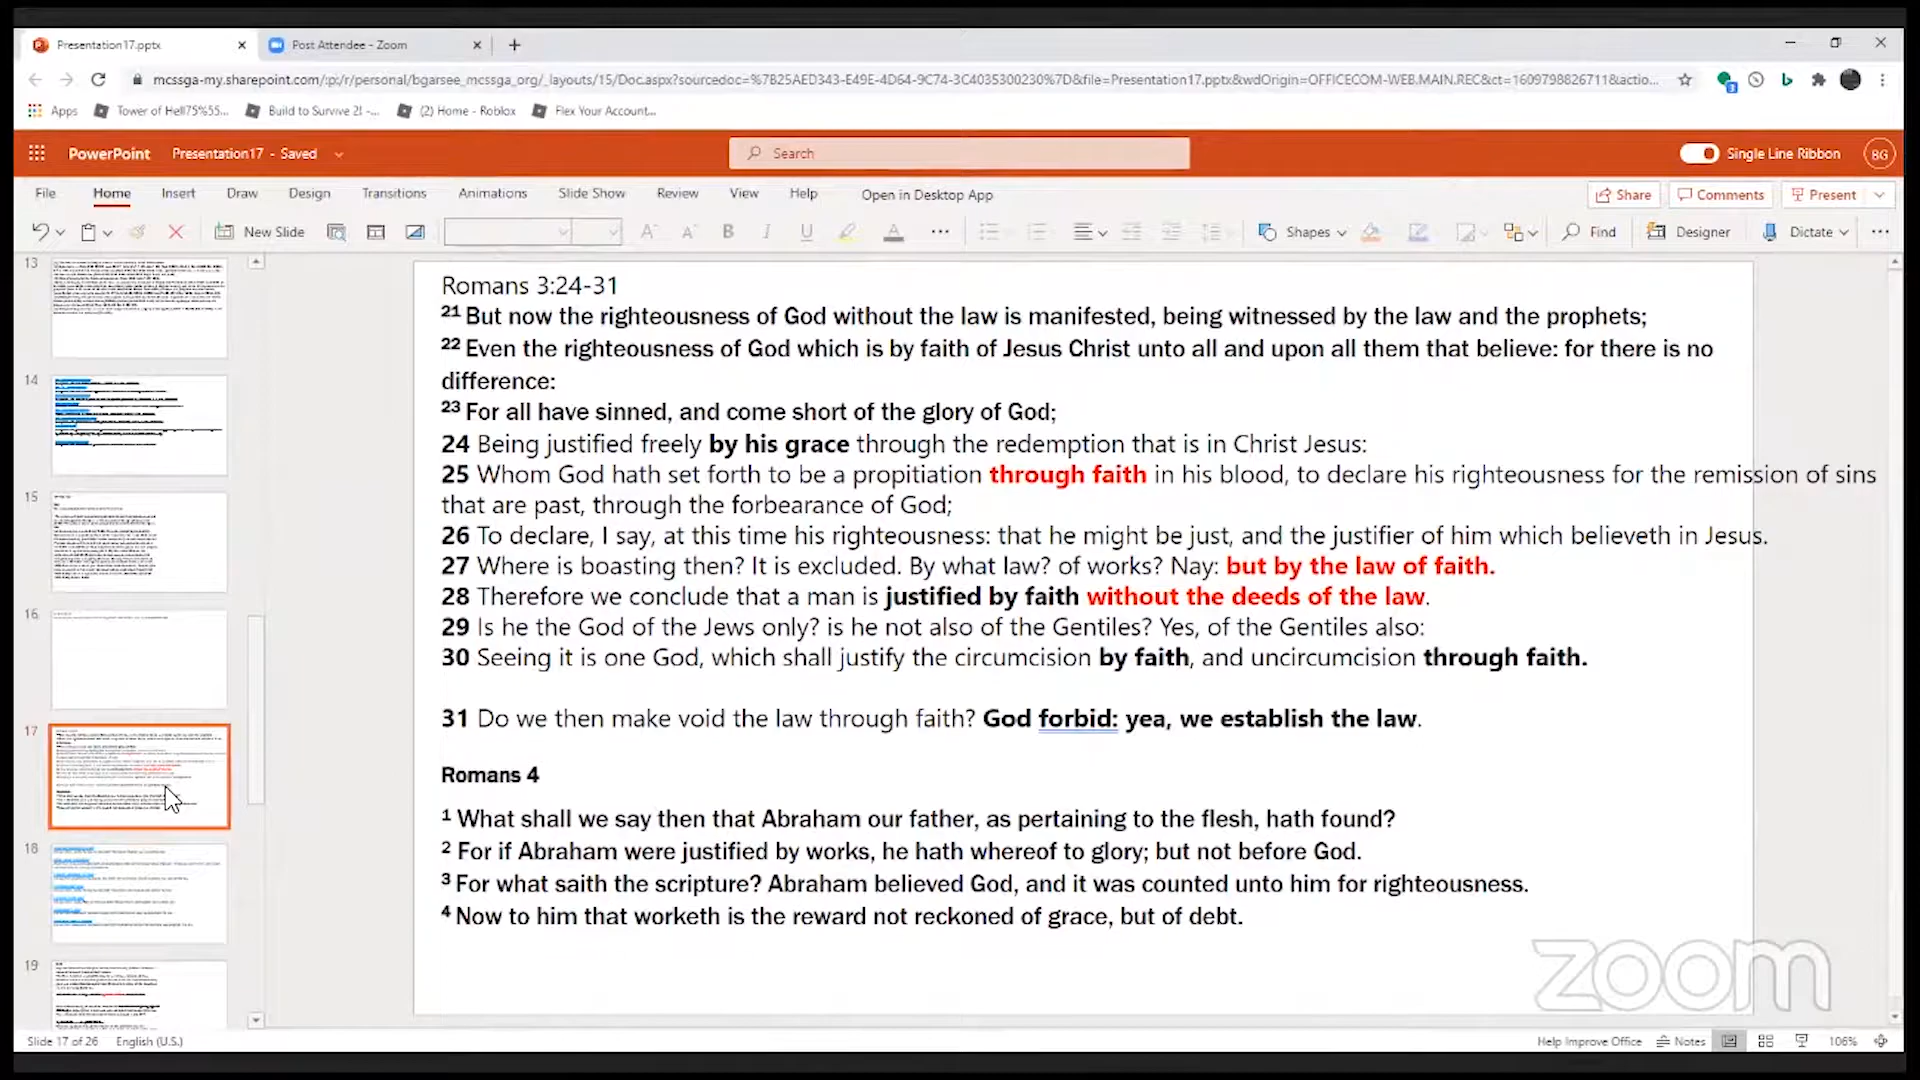 Presentation17.pptx
Post Attendee - Zoom
mcssga-my.sharepoint.com/:p:/r/personal/bgarsee_mcssga_org/_layouts/15/Doc.aspx?sourcedoc=%7B25AED343-E49E-4D64-9C74-3C4035300230%7D&file=Presentation17.pptx&wdOrigin=OFFICECOM-WEB.MAIN.REC&ct=1609798826711&actio...
Apps
Tower of Hell75%55...
Build to Survive 2! -...
(2) Home - Roblox
Flex Your Account...
PowerPoint
Presentation17 - Saved
Search
Single Line Ribbon
BG
File
Home
Insert
Draw
Design
Transitions
Animations
Slide Show
Review
View
Help
Open in Desktop App
Share
Comments
Present
New Slide
Shapes
Find
Designer
Dictate
13
14
15
16
17
18
19
Romans 3:24-31
21 But now the righteousness of God without the law is manifested, being witnessed by the law and the prophets;
22 Even the righteousness of God which is by faith of Jesus Christ unto all and upon all them that believe: for there is no
difference:
23 For all have sinned, and come short of the glory of God;
24 Being justified freely by his grace through the redemption that is in Christ Jesus:
25 Whom God hath set forth to be a propitiation through faith in his blood, to declare his righteousness for the remission of sins
that are past, through the forbearance of God;
26 To declare, I say, at this time his righteousness: that he might be just, and the justifier of him which believeth in Jesus.
27 Where is boasting then? It is excluded. By what law? of works? Nay: but by the law of faith.
28 Therefore we conclude that a man is justified by faith without the deeds of the law.
29 Is he the God of the Jews only? is he not also of the Gentiles? Yes, of the Gentiles also:
30 Seeing it is one God, which shall justify the circumcision by faith, and uncircumcision through faith.
31 Do we then make void the law through faith? God forbid: yea, we establish the law.
Romans 4
1 What shall we say then that Abraham our father, as pertaining to the flesh, hath found?
2 For if Abraham were justified by works, he hath whereof to glory; but not before God.
3 For what saith the scripture? Abraham believed God, and it was counted unto him for righteousness.
4 Now to him that worketh is the reward not reckoned of grace, but of debt.
zoom
Slide 17 of 26
English (U.S.)
Help Improve Office
Notes
106%